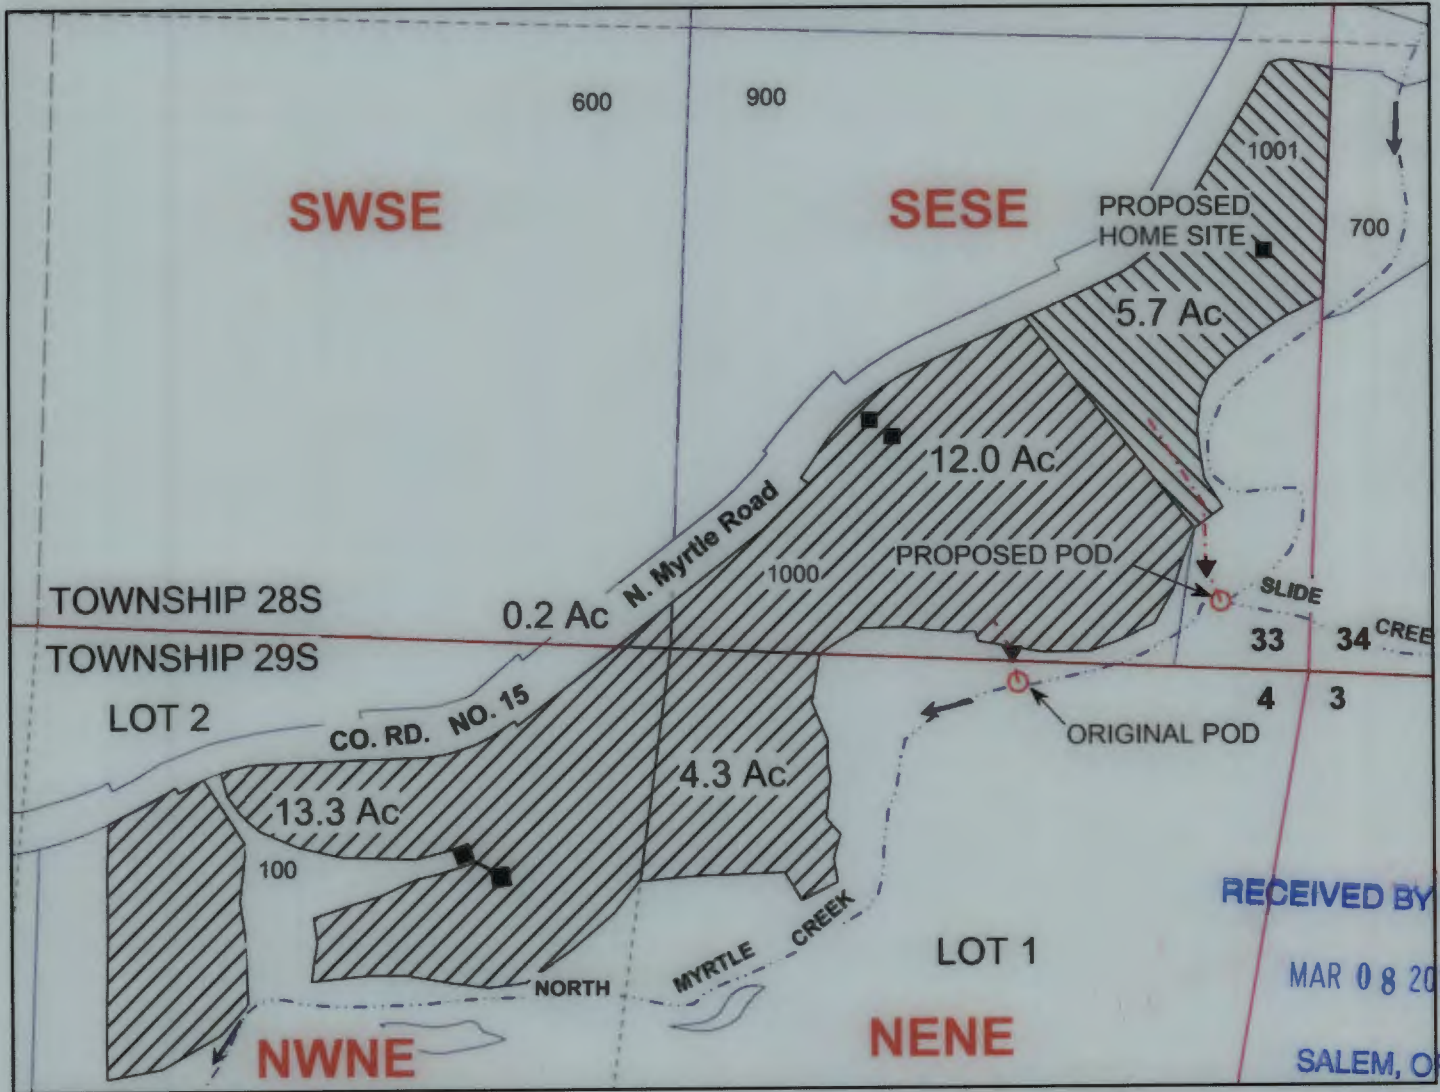 600
900
SWSE
SESE
1001
PROPOSED
HOME SITE
700
5.7 Ac
12.0 Ac
N. Myrtle Road
PROPOSED POD
1000
SLIDE
TOWNSHIP 28S
0.2 Ac
33
34
CREE
TOWNSHIP 29S
4
3
LOT 2
CO. RD. NO. 15
ORIGINAL POD
4.3 Ac
13.3 Ac
100
RECEIVED BY
NORTH MYRTLE CREEK
LOT 1
MAR 08 20
NWNE
NENE
SALEM, O